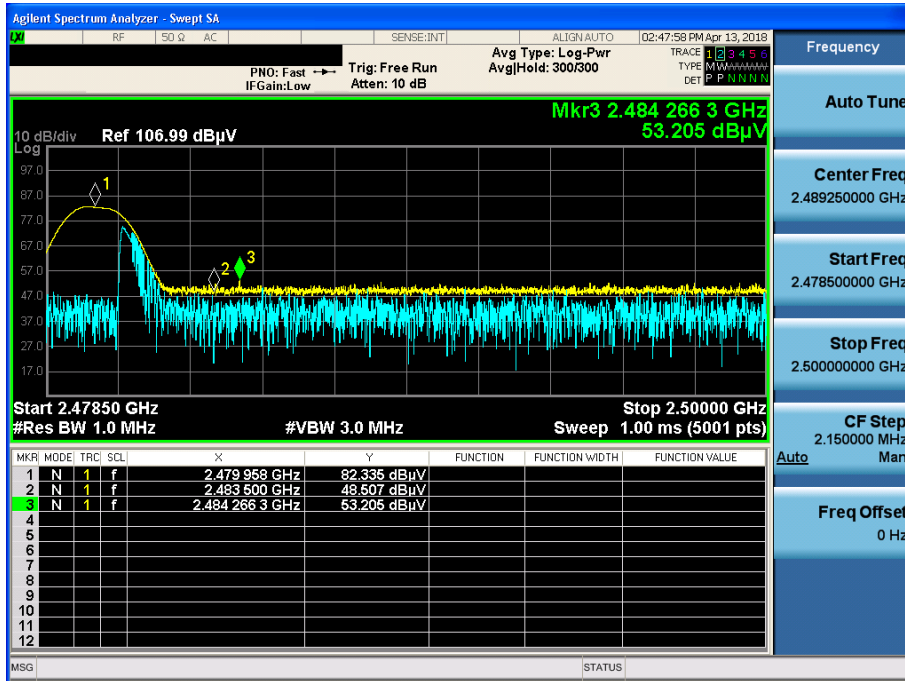 Agilent Spectrum Analyzer - Swept SA
LXI RF 50 Ω AC SENSE:INT ALIGN AUTO 02:47:58 PM Apr 13, 2018
Avg Type: Log-Pwr TRACE 1 2 3 4 5 6
PNO: Fast Trig: Free Run Avg|Hold: 300/300 TYPE M W
IFGain:Low Atten: 10 dB DET P P N N N N
Mkr3 2.484 266 3 GHz
10 dB/div Ref 106.99 dBµV 53.205 dBµV
Log
97.0
87.0
77.0
67.0
57.0
47.0
37.0
27.0
17.0
1
2
3
Start 2.47850 GHz Stop 2.50000 GHz
#Res BW 1.0 MHz #VBW 3.0 MHz Sweep 1.00 ms (5001 pts)
MKR MODE TRC SCL X Y FUNCTION FUNCTION WIDTH FUNCTION VALUE
1 N 1 f 2.479 958 GHz 82.335 dBµV
2 N 1 f 2.483 500 GHz 48.507 dBµV
3 N 1 f 2.484 266 3 GHz 53.205 dBµV
4
5
6
7
8
9
10
11
12
MSG STATUS
Frequency
Auto Tune
Center Freq
2.489250000 GHz
Start Freq
2.478500000 GHz
Stop Freq
2.500000000 GHz
CF Step
2.150000 MHz
Auto Man
Freq Offset
0 Hz